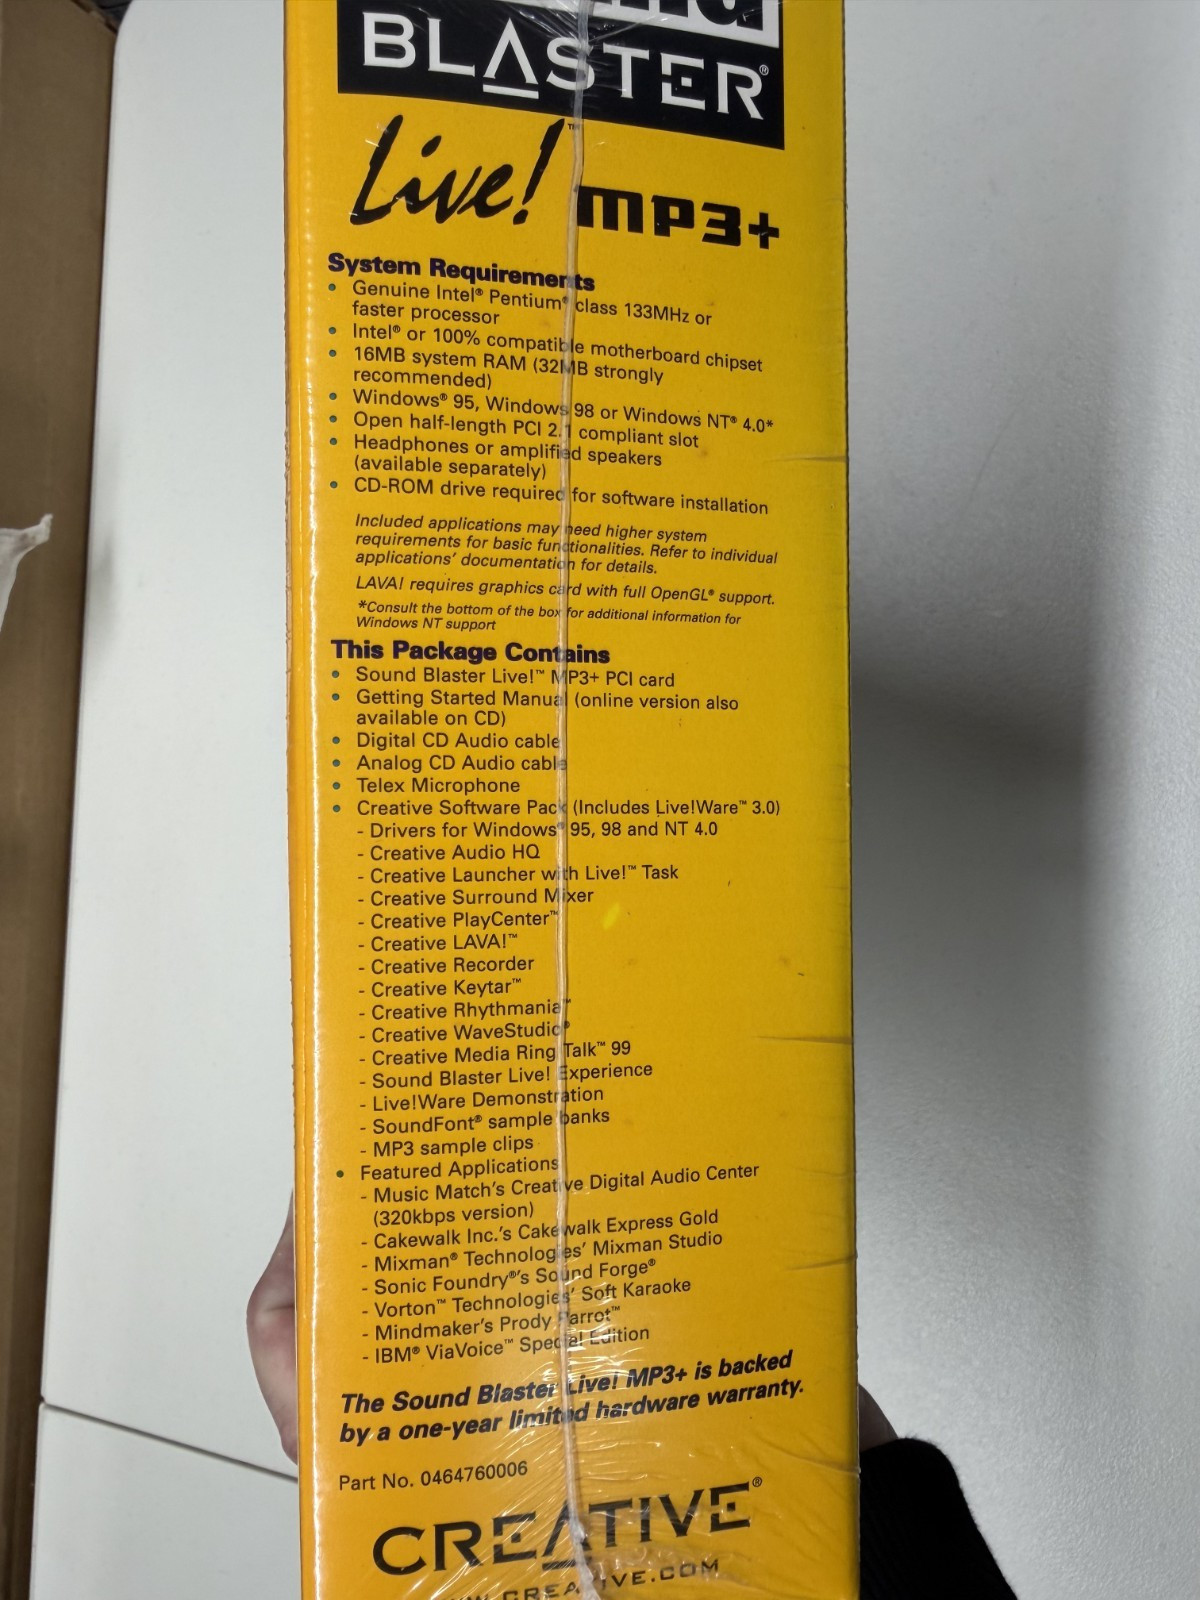 BLASTER®
Live!™ MP3+
System Requirements
• Genuine Intel® Pentium® class 133MHz or
faster processor
• Intel® or 100% compatible motherboard chipset
• 16MB system RAM (32MB strongly
recommended)
• Windows® 95, Windows 98 or Windows NT® 4.0*
• Open half-length PCI 2.1 compliant slot
• Headphones or amplified speakers
(available separately)
• CD-ROM drive required for software installation
Included applications may need higher system
requirements for basic functionalities. Refer to individual
applications' documentation for details.
LAVA! requires graphics card with full OpenGL® support.
*Consult the bottom of the box for additional information for
Windows NT support
This Package Contains
• Sound Blaster Live!™ MP3+ PCI card
• Getting Started Manual (online version also
available on CD)
• Digital CD Audio cable
• Analog CD Audio cable
• Telex Microphone
• Creative Software Pack (Includes Live!Ware™ 3.0)
- Drivers for Windows® 95, 98 and NT 4.0
- Creative Audio HQ
- Creative Launcher with Live!™ Task
- Creative Surround Mixer
- Creative PlayCenter™
- Creative LAVA!™
- Creative Recorder
- Creative Keytar™
- Creative Rhythmania™
- Creative WaveStudio®
- Creative Media Ring Talk™ 99
- Sound Blaster Live! Experience
- Live!Ware Demonstration
- SoundFont® sample banks
- MP3 sample clips
• Featured Applications
- Music Match's Creative Digital Audio Center
(320kbps version)
- Cakewalk Inc.'s Cakewalk Express Gold
- Mixman® Technologies' Mixman Studio
- Sonic Foundry®'s Sound Forge®
- Vorton™ Technologies' Soft Karaoke
- Mindmaker's Prody Parrot™
- IBM® ViaVoice™ Special Edition
The Sound Blaster Live! MP3+ is backed
by a one-year limited hardware warranty.
Part No. 0464760006
CREATIVE®
WWW.CREATIVE.COM